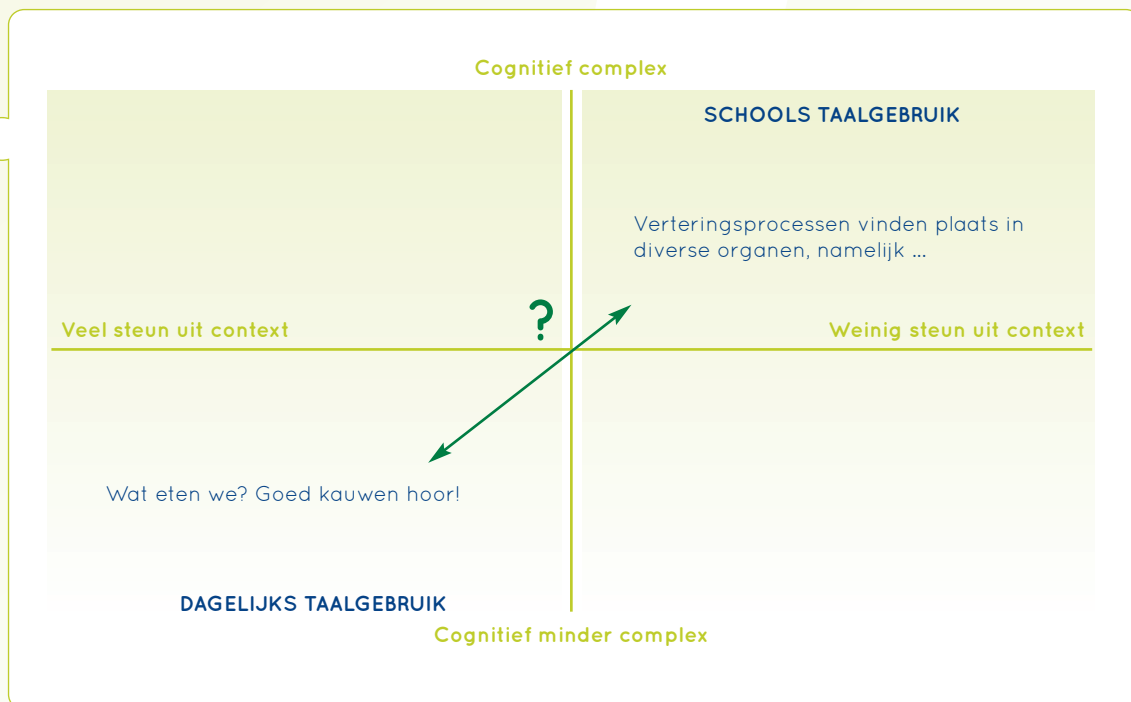 Cognitief complex
SCHOOLS TAALGEBRUIK
Verteringsprocessen vinden plaats in
diverse organen, namelijk ...
?
Veel steun uit context
Weinig steun uit context
Wat eten we? Goed kauwen hoor!
DAGELIJKS TAALGEBRUIK
Cognitief minder complex